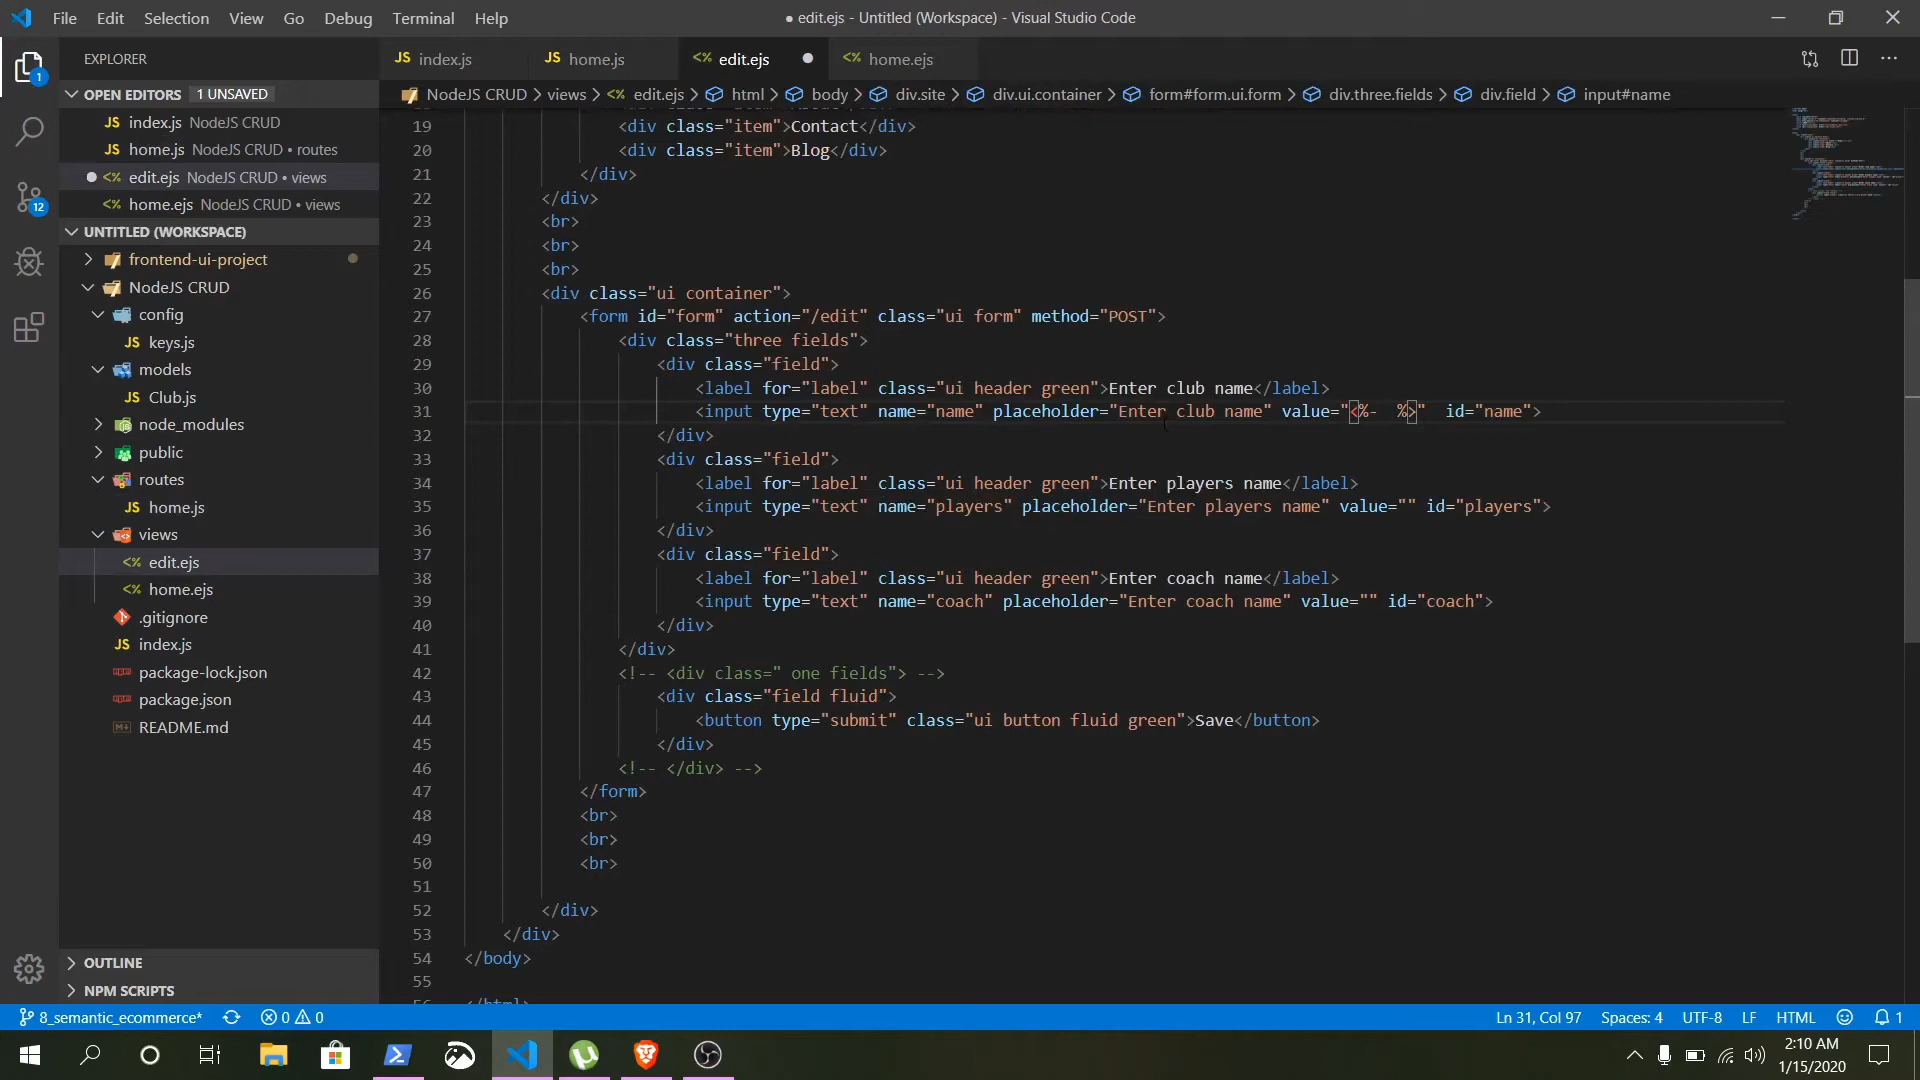 File Edit Selection View Go Debug Terminal Help
● edit.ejs - Untitled (Workspace) - Visual Studio Code
EXPLORER
OPEN EDITORS 1 UNSAVED
JS index.js NodeJS CRUD
JS home.js NodeJS CRUD • routes
● <% edit.ejs NodeJS CRUD • views
<% home.ejs NodeJS CRUD • views
UNTITLED (WORKSPACE)
frontend-ui-project
NodeJS CRUD
config
JS keys.js
models
JS Club.js
node_modules
public
routes
JS home.js
views
<% edit.ejs
<% home.ejs
.gitignore
JS index.js
package-lock.json
package.json
README.md
OUTLINE
NPM SCRIPTS
1
12
JS index.js JS home.js <% edit.ejs ● <% home.ejs
NodeJS CRUD > views > <% edit.ejs > html > body > div.site > div.ui.container > form#form.ui.form > div.three.fields > div.field > input#name
19 <div class="item">Contact</div>
20 <div class="item">Blog</div>
21 </div>
22 </div>
23 <br>
24 <br>
25 <br>
26 <div class="ui container">
27 <form id="form" action="/edit" class="ui form" method="POST">
28 <div class="three fields">
29 <div class="field">
30 <label for="label" class="ui header green">Enter club name</label>
31 <input type="text" name="name" placeholder="Enter club name" value="<%-  %>"  id="name">
32 </div>
33 <div class="field">
34 <label for="label" class="ui header green">Enter players name</label>
35 <input type="text" name="players" placeholder="Enter players name" value="" id="players">
36 </div>
37 <div class="field">
38 <label for="label" class="ui header green">Enter coach name</label>
39 <input type="text" name="coach" placeholder="Enter coach name" value="" id="coach">
40 </div>
41 </div>
42 <!-- <div class=" one fields"> -->
43 <div class="field fluid">
44 <button type="submit" class="ui button fluid green">Save</button>
45 </div>
46 <!-- </div> -->
47 </form>
48 <br>
49 <br>
50 <br>
51
52 </div>
53 </div>
54 </body>
55
8_semantic_ecommerce* 0 0 Ln 31, Col 97 Spaces: 4 UTF-8 LF HTML 1
2:10 AM
1/15/2020